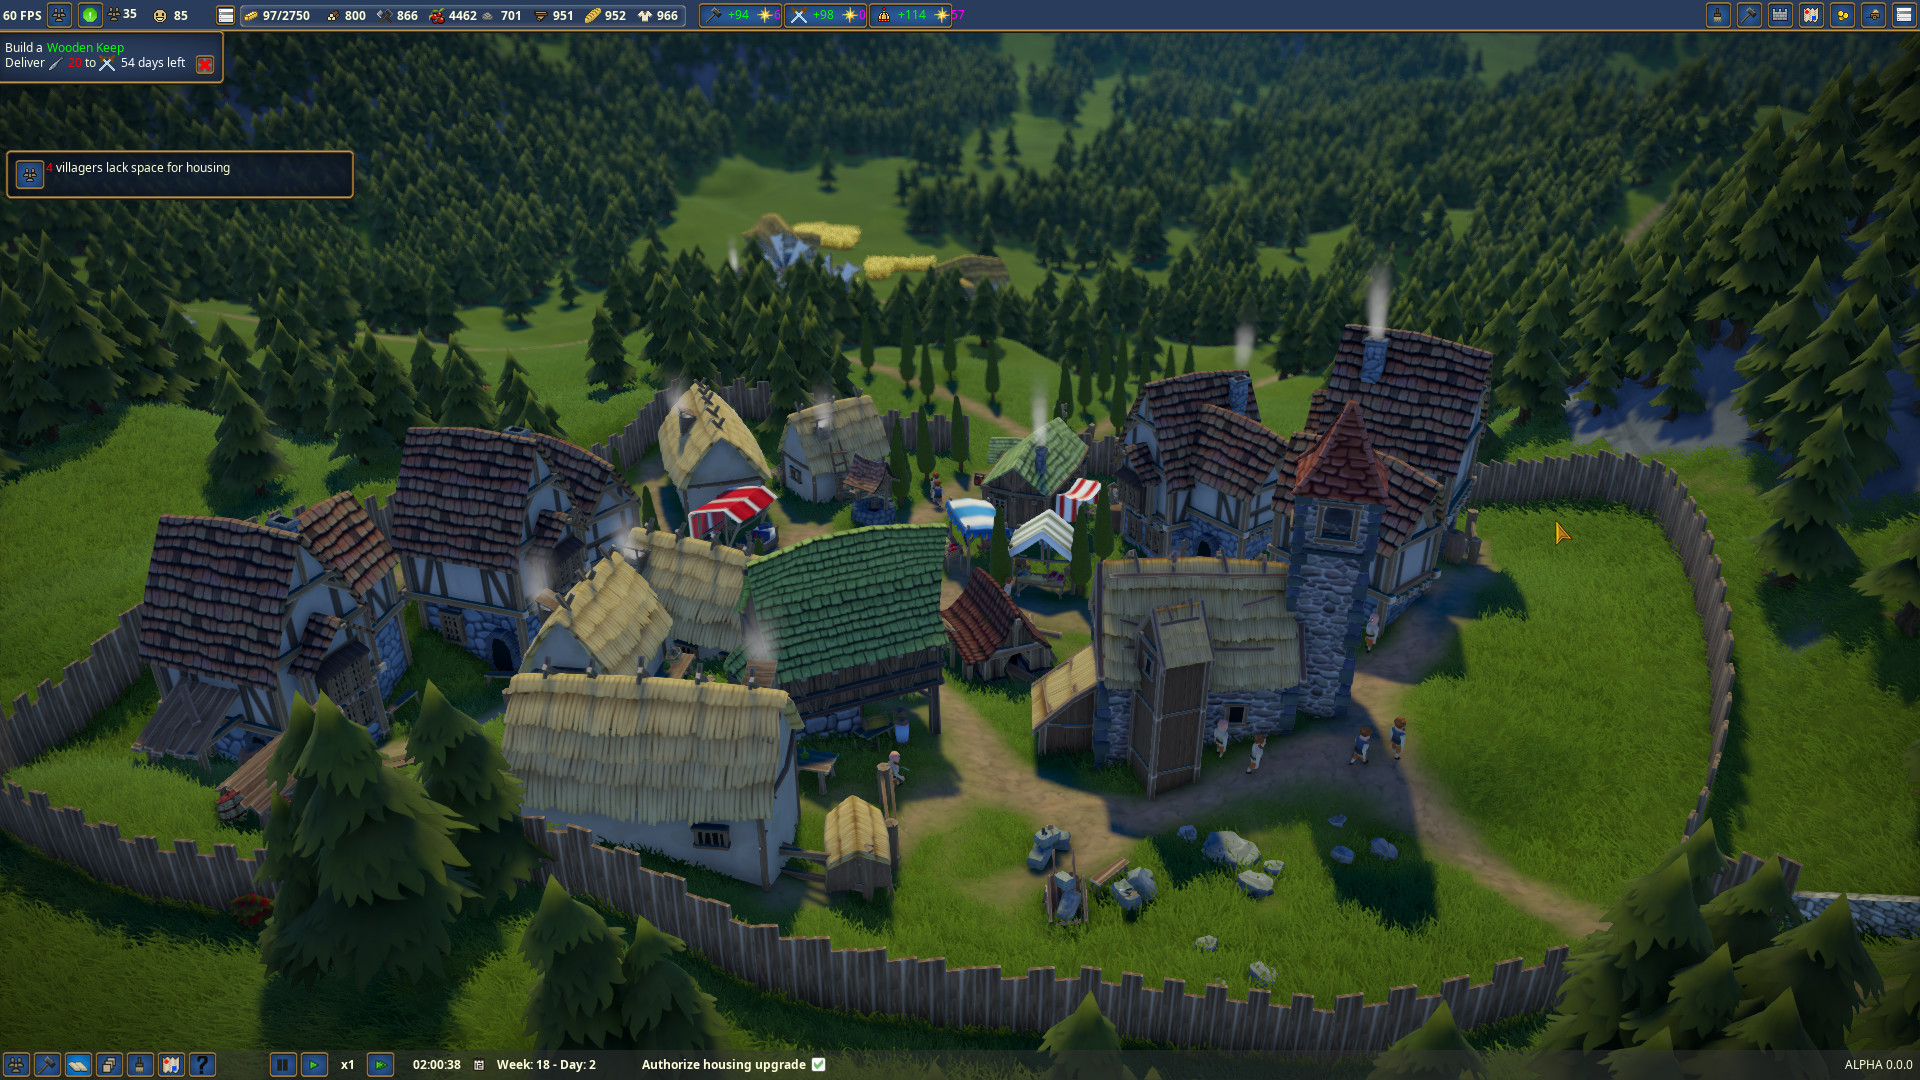 60 FPS 35 85 97/2750 800 866 4462 701 951 952 966 +94 6 +98 0 +114 57
Build a Wooden Keep
Deliver 20 to 54 days left
4 villagers lack space for housing
x1 02:00:38 Week: 18 - Day: 2 Authorize housing upgrade ALPHA 0.0.0